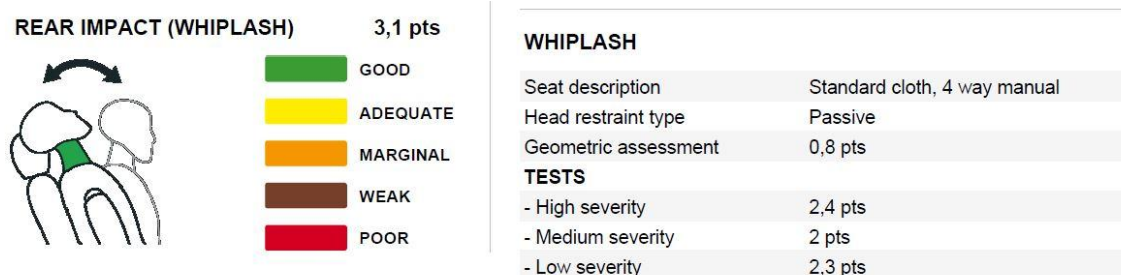 REAR IMPACT (WHIPLASH) 3,1 pts
GOOD
ADEQUATE
MARGINAL
WEAK
POOR
WHIPLASH
Seat description Standard cloth, 4 way manual
Head restraint type Passive
Geometric assessment 0,8 pts
TESTS
- High severity 2,4 pts
- Medium severity 2 pts
- Low severity 2,3 pts